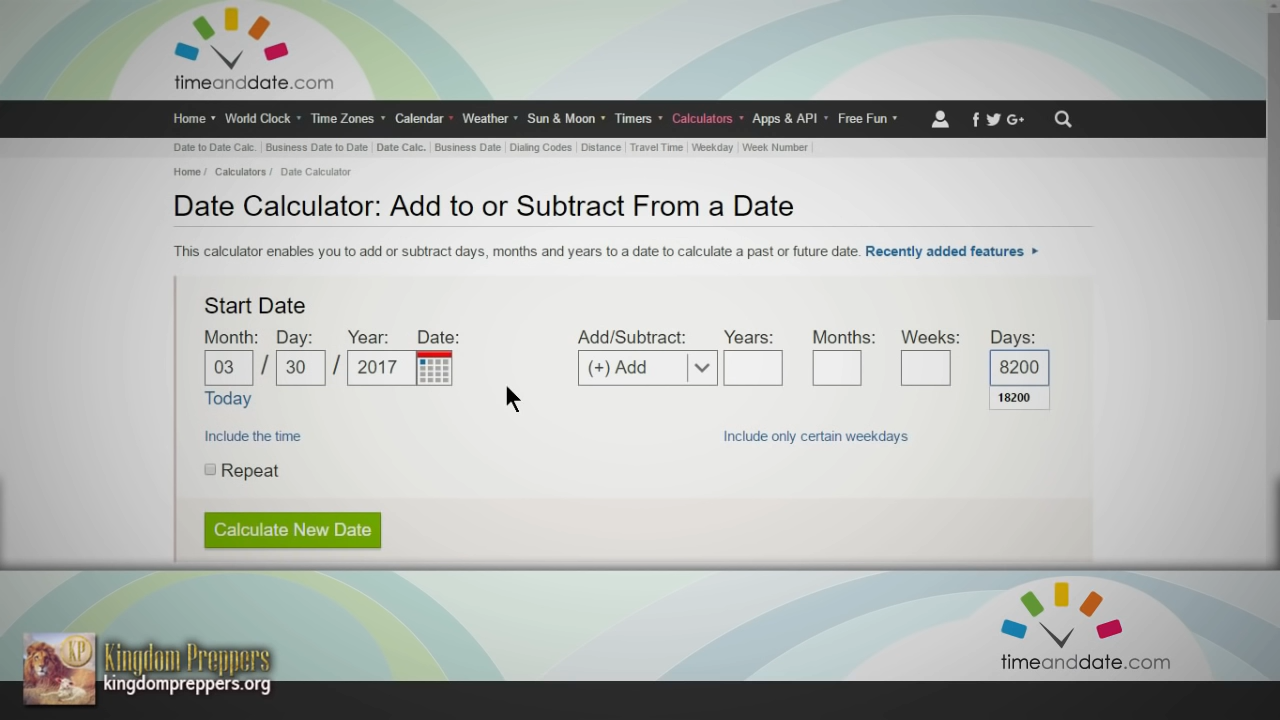 timeanddate.com
Home World Clock Time Zones Calendar Weather Sun & Moon Timers Calculators Apps & API Free Fun
Date to Date Calc. Business Date to Date Date Calc. Business Date Dialing Codes Distance Travel Time Weekday Week Number
Home / Calculators / Date Calculator
Date Calculator: Add to or Subtract From a Date
This calculator enables you to add or subtract days, months and years to a date to calculate a past or future date. Recently added features
Start Date
Month: Day: Year: Date: Add/Subtract: Years: Months: Weeks: Days:
03 / 30 / 2017 (+) Add 8200
Today 18200
Include the time Include only certain weekdays
Repeat
Calculate New Date
KP Kingdom Preppers
kingdompreppers.org
timeanddate.com